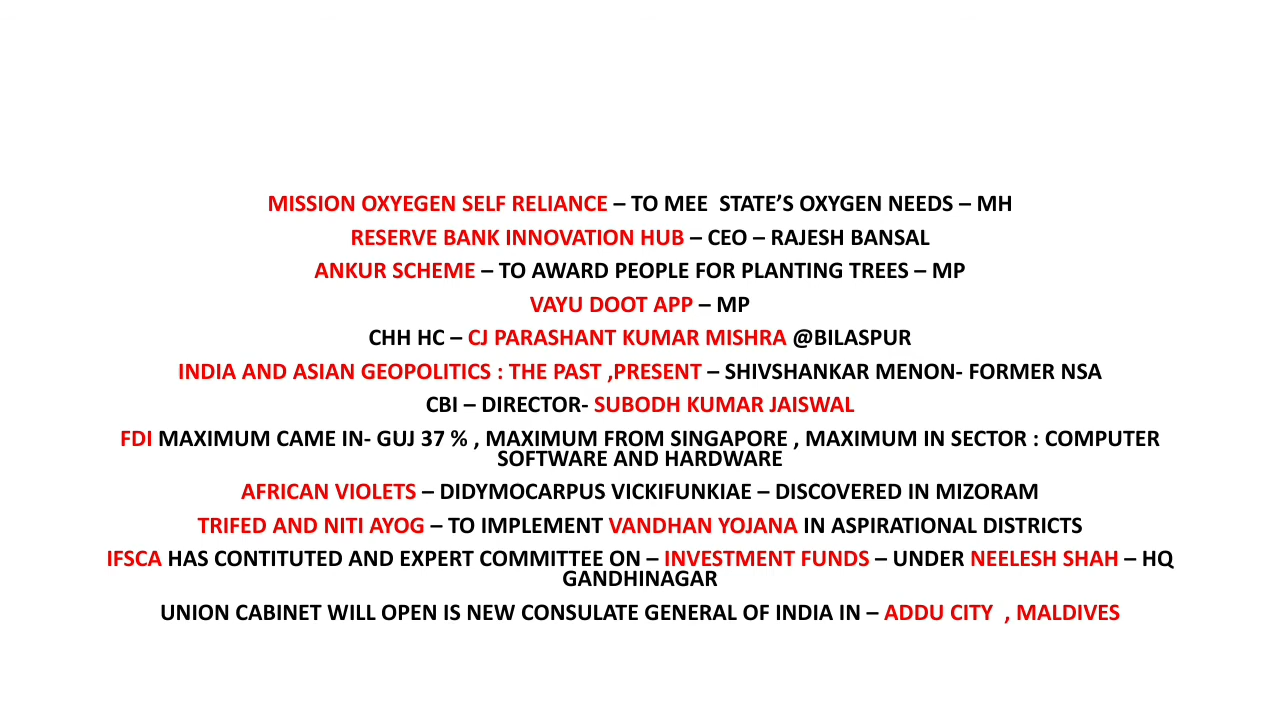 MISSION OXYEGEN SELF RELIANCE – TO MEE  STATE’S OXYGEN NEEDS – MH
RESERVE BANK INNOVATION HUB – CEO – RAJESH BANSAL
ANKUR SCHEME – TO AWARD PEOPLE FOR PLANTING TREES – MP
VAYU DOOT APP – MP
CHH HC – CJ PARASHANT KUMAR MISHRA @BILASPUR
INDIA AND ASIAN GEOPOLITICS : THE PAST ,PRESENT – SHIVSHANKAR MENON- FORMER NSA
CBI – DIRECTOR- SUBODH KUMAR JAISWAL
FDI MAXIMUM CAME IN- GUJ 37 % , MAXIMUM FROM SINGAPORE , MAXIMUM IN SECTOR : COMPUTER
SOFTWARE AND HARDWARE
AFRICAN VIOLETS – DIDYMOCARPUS VICKIFUNKIAE – DISCOVERED IN MIZORAM
TRIFED AND NITI AYOG – TO IMPLEMENT VANDHAN YOJANA IN ASPIRATIONAL DISTRICTS
IFSCA HAS CONTITUTED AND EXPERT COMMITTEE ON – INVESTMENT FUNDS – UNDER NEELESH SHAH – HQ
GANDHINAGAR
UNION CABINET WILL OPEN IS NEW CONSULATE GENERAL OF INDIA IN – ADDU CITY  , MALDIVES